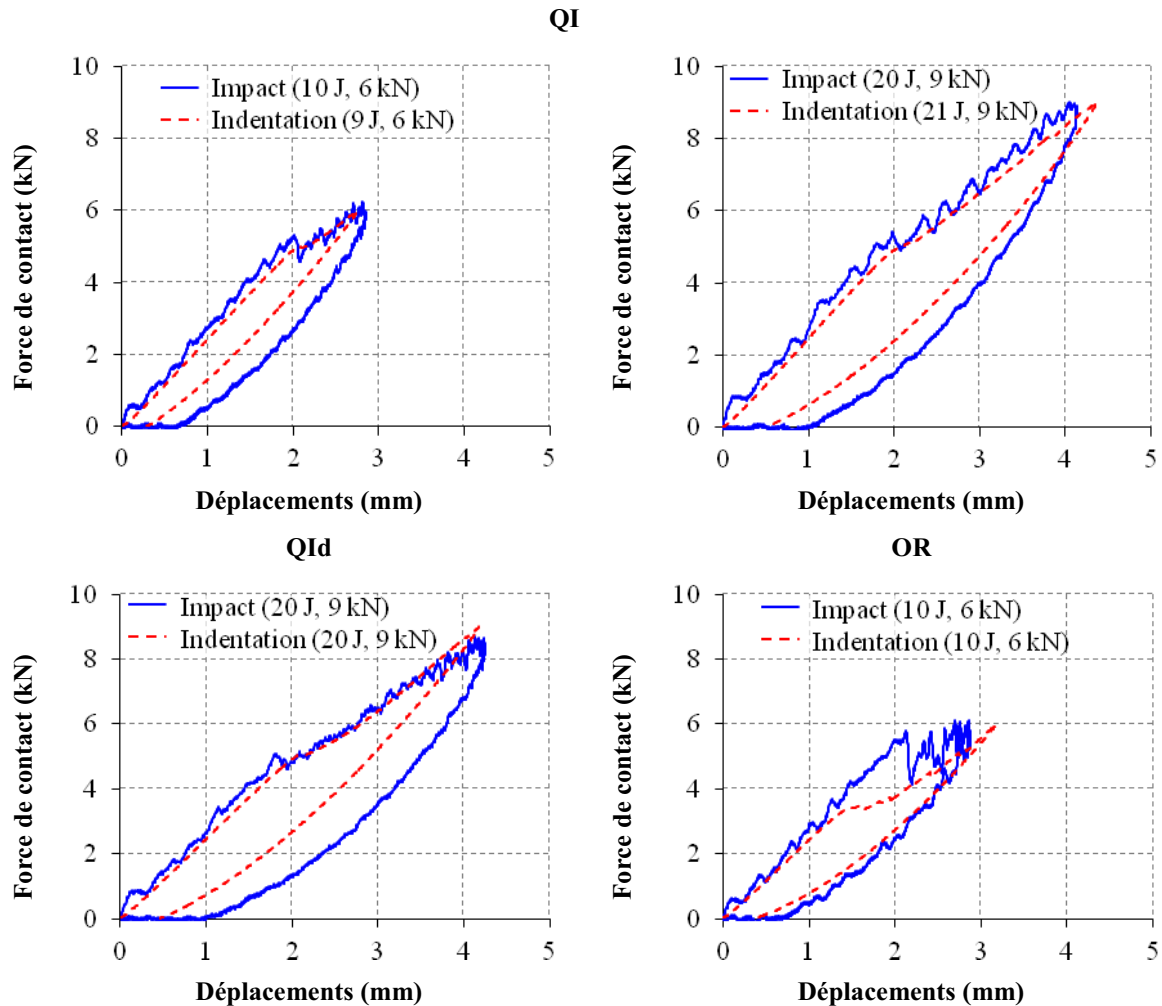 QI
10
8
6
4
2
0
Force de contact (kN)
Impact (10 J, 6 kN)
Indentation (9 J, 6 kN)
0 1 2 3 4 5
Déplacements (mm)
10
8
6
4
2
0
Force de contact (kN)
Impact (20 J, 9 kN)
Indentation (21 J, 9 kN)
0 1 2 3 4 5
Déplacements (mm)
QId
10
8
6
4
2
0
Force de contact (kN)
Impact (20 J, 9 kN)
Indentation (20 J, 9 kN)
0 1 2 3 4 5
Déplacements (mm)
OR
10
8
6
4
2
0
Force de contact (kN)
Impact (10 J, 6 kN)
Indentation (10 J, 6 kN)
0 1 2 3 4 5
Déplacements (mm)